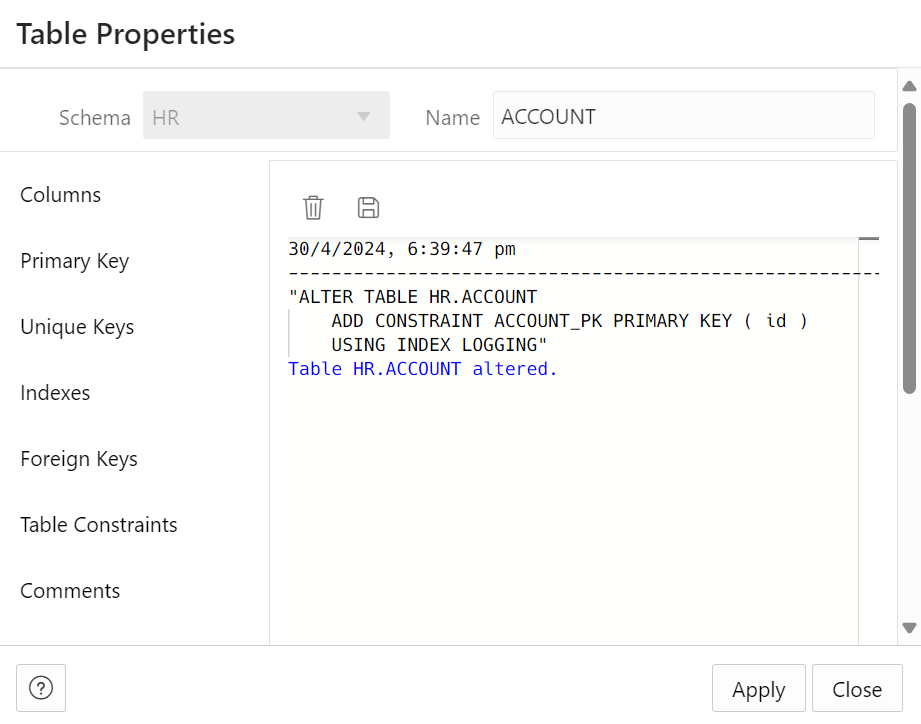 Table Properties
Schema HR Name ACCOUNT
Columns
Primary Key
Unique Keys
Indexes
Foreign Keys
Table Constraints
Comments
30/4/2024, 6:39:47 pm
-------------------------------------------------------
"ALTER TABLE HR.ACCOUNT
ADD CONSTRAINT ACCOUNT_PK PRIMARY KEY ( id )
USING INDEX LOGGING"
Table HR.ACCOUNT altered.
? Apply Close